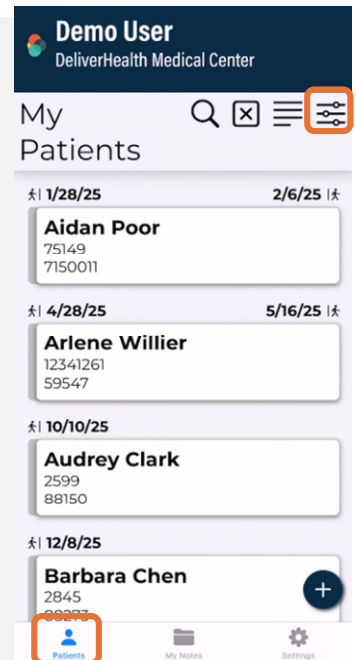 Demo User
DeliverHealth Medical Center
My
Patients
1/28/25 2/6/25
Aidan Poor
75149
7150011
4/28/25 5/16/25
Arlene Willier
12341261
59547
10/10/25
Audrey Clark
2599
88150
12/8/25
Barbara Chen
2845
88273
Patients My Notes Settings